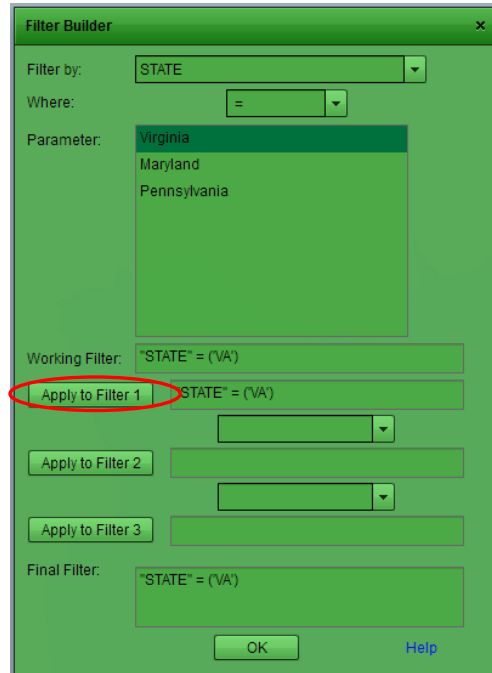 Filter Builder ×
Filter by: STATE
Where: =
Parameter: Virginia
Maryland
Pennsylvania
Working Filter: "STATE" = ('VA')
Apply to Filter 1 "STATE" = ('VA')
Apply to Filter 2
Apply to Filter 3
Final Filter: "STATE" = ('VA')
OK Help